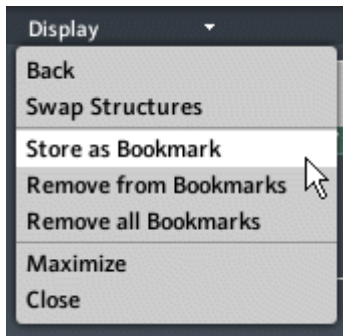 Display
Back
Swap Structures
Store as Bookmark
Remove from Bookmarks
Remove all Bookmarks
Maximize
Close